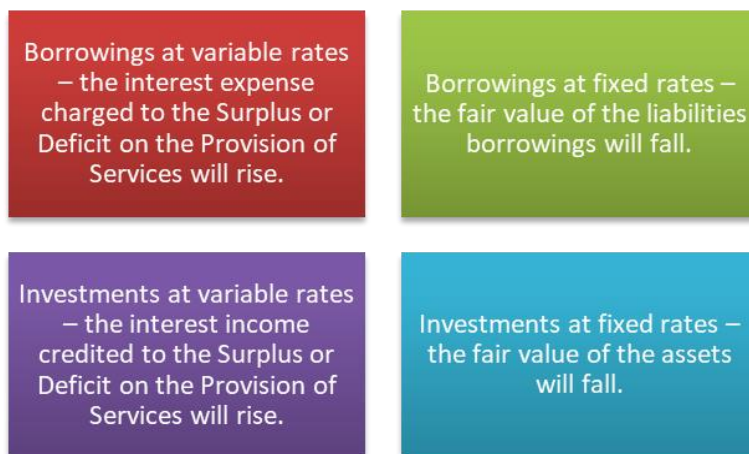 Borrowings at variable rates
– the interest expense
charged to the Surplus or
Deficit on the Provision of
Services will rise.
Borrowings at fixed rates –
the fair value of the liabilities
borrowings will fall.
Investments at variable rates
– the interest income
credited to the Surplus or
Deficit on the Provision of
Services will rise.
Investments at fixed rates –
the fair value of the assets
will fall.